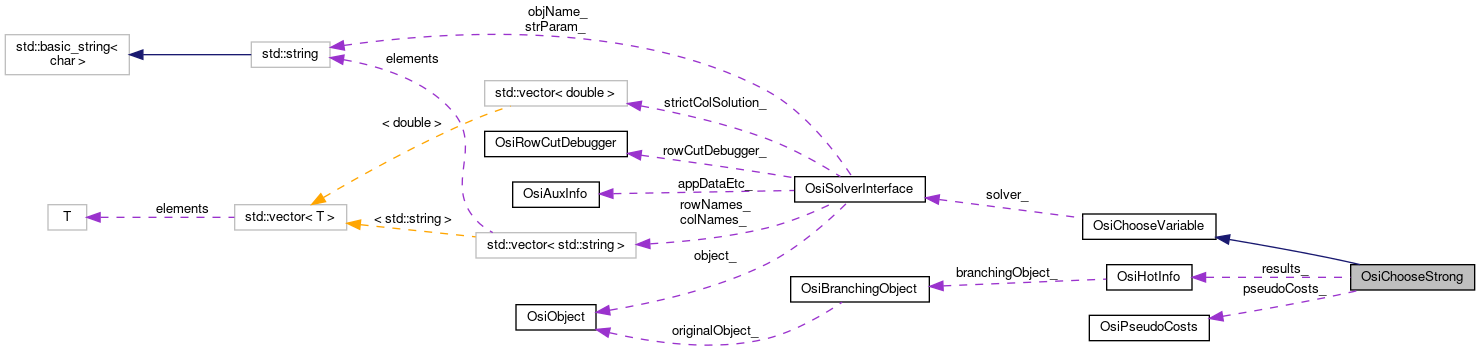 objName_
strParam_
std::basic_string<
char >
std::string
elements
std::vector< double >
strictColSolution_
< double >
OsiRowCutDebugger
rowCutDebugger_
OsiAuxInfo
appDataEtc_
OsiSolverInterface
solver_
T
elements
std::vector< T >
< std::string >
rowNames_
colNames_
std::vector< std::string >
OsiChooseVariable
object_
branchingObject_
OsiHotInfo
results_
OsiChooseStrong
OsiBranchingObject
pseudoCosts_
OsiObject
originalObject_
OsiPseudoCosts